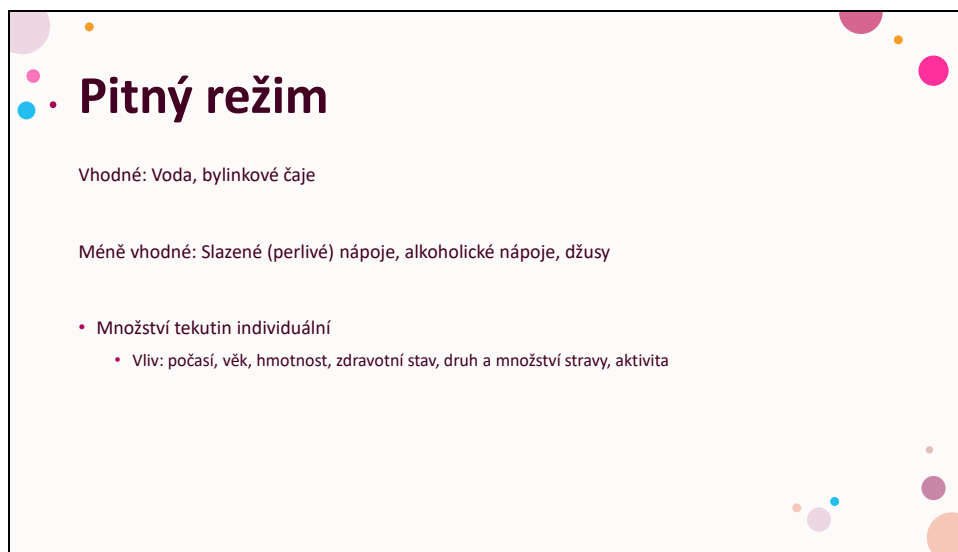 Pitný režim
Vhodné: Voda, bylinkové čaje
Méně vhodné: Slazené (perlivé) nápoje, alkoholické nápoje, džusy
• Množství tekutin individuální
• Vliv: počasí, věk, hmotnost, zdravotní stav, druh a množství stravy, aktivita